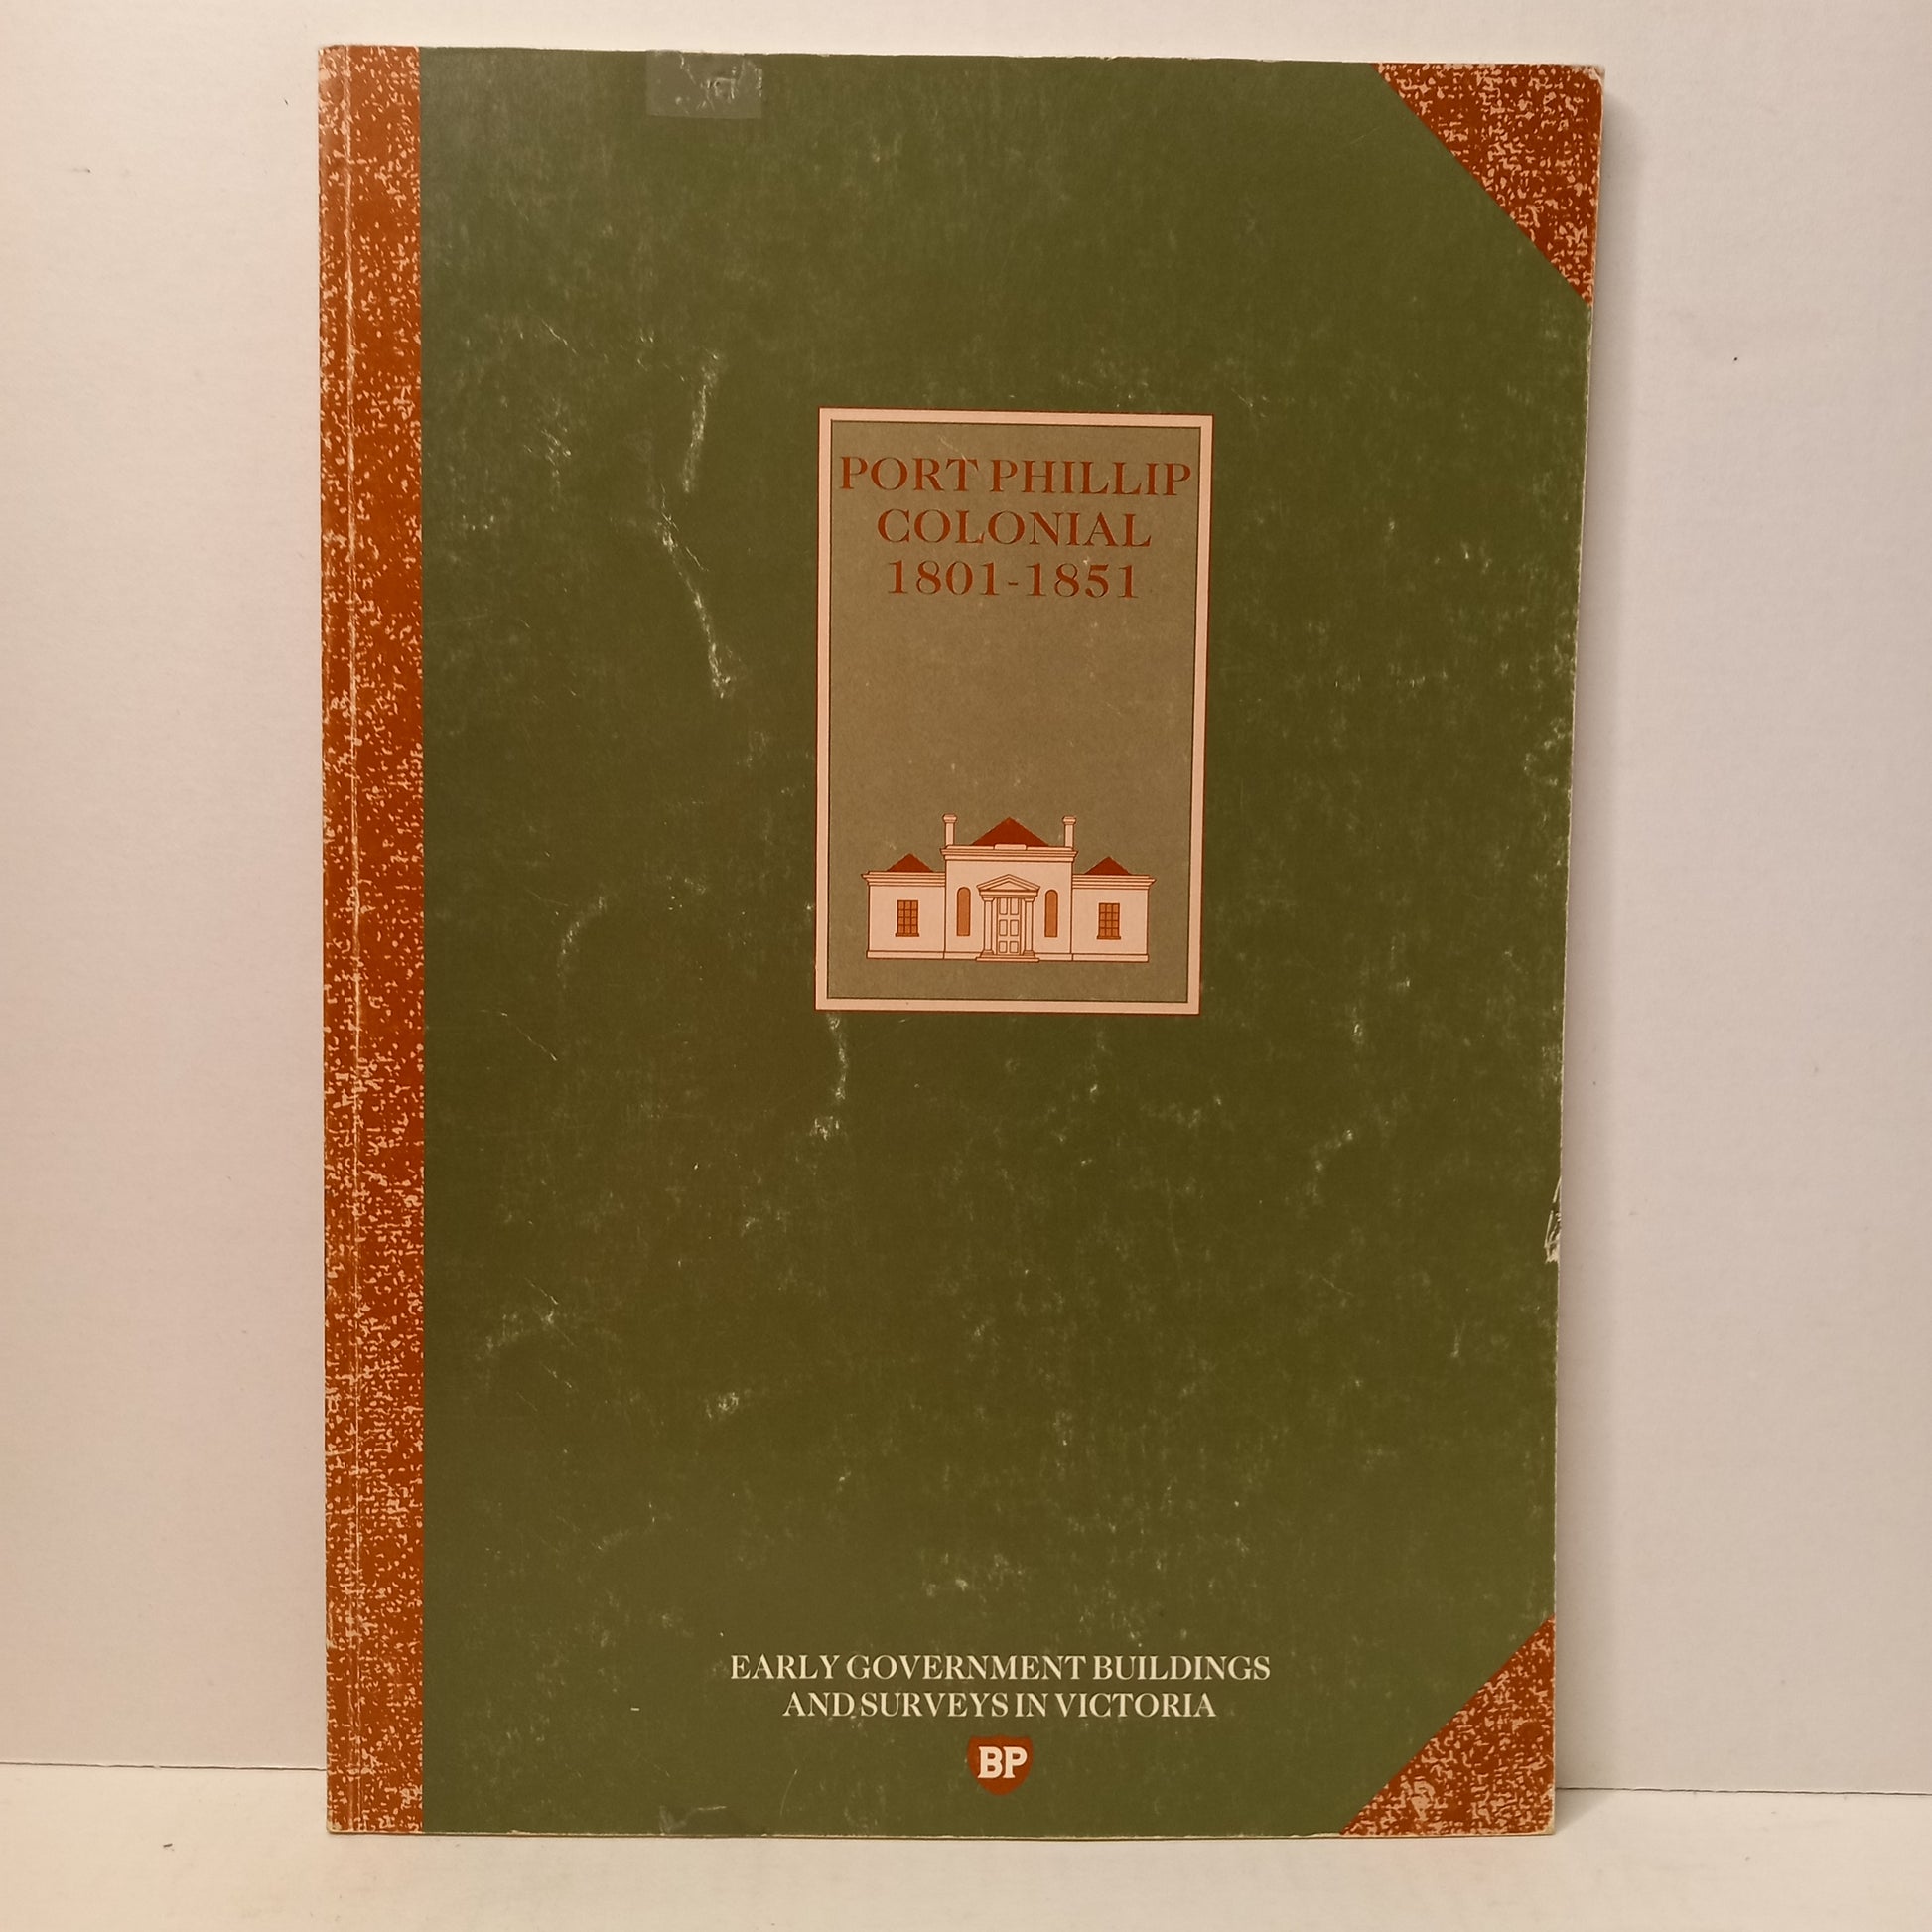 PORT PHILLIP
COLONIAL
1801-1851
EARLY GOVERNMENT BUILDINGS
AND SURVEYS IN VICTORIA
BP